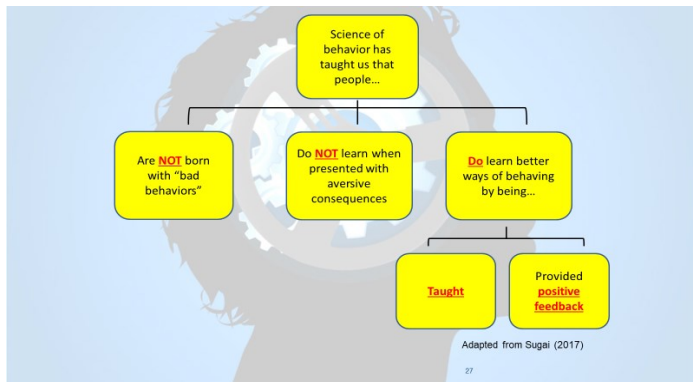 Science of
behavior has
taught us that
people…
Are NOT born
with “bad
behaviors”
Do NOT learn when
presented with
aversive
consequences
Do learn better
ways of behaving
by being…
Taught
Provided
positive
feedback
Adapted from Sugai (2017)
27